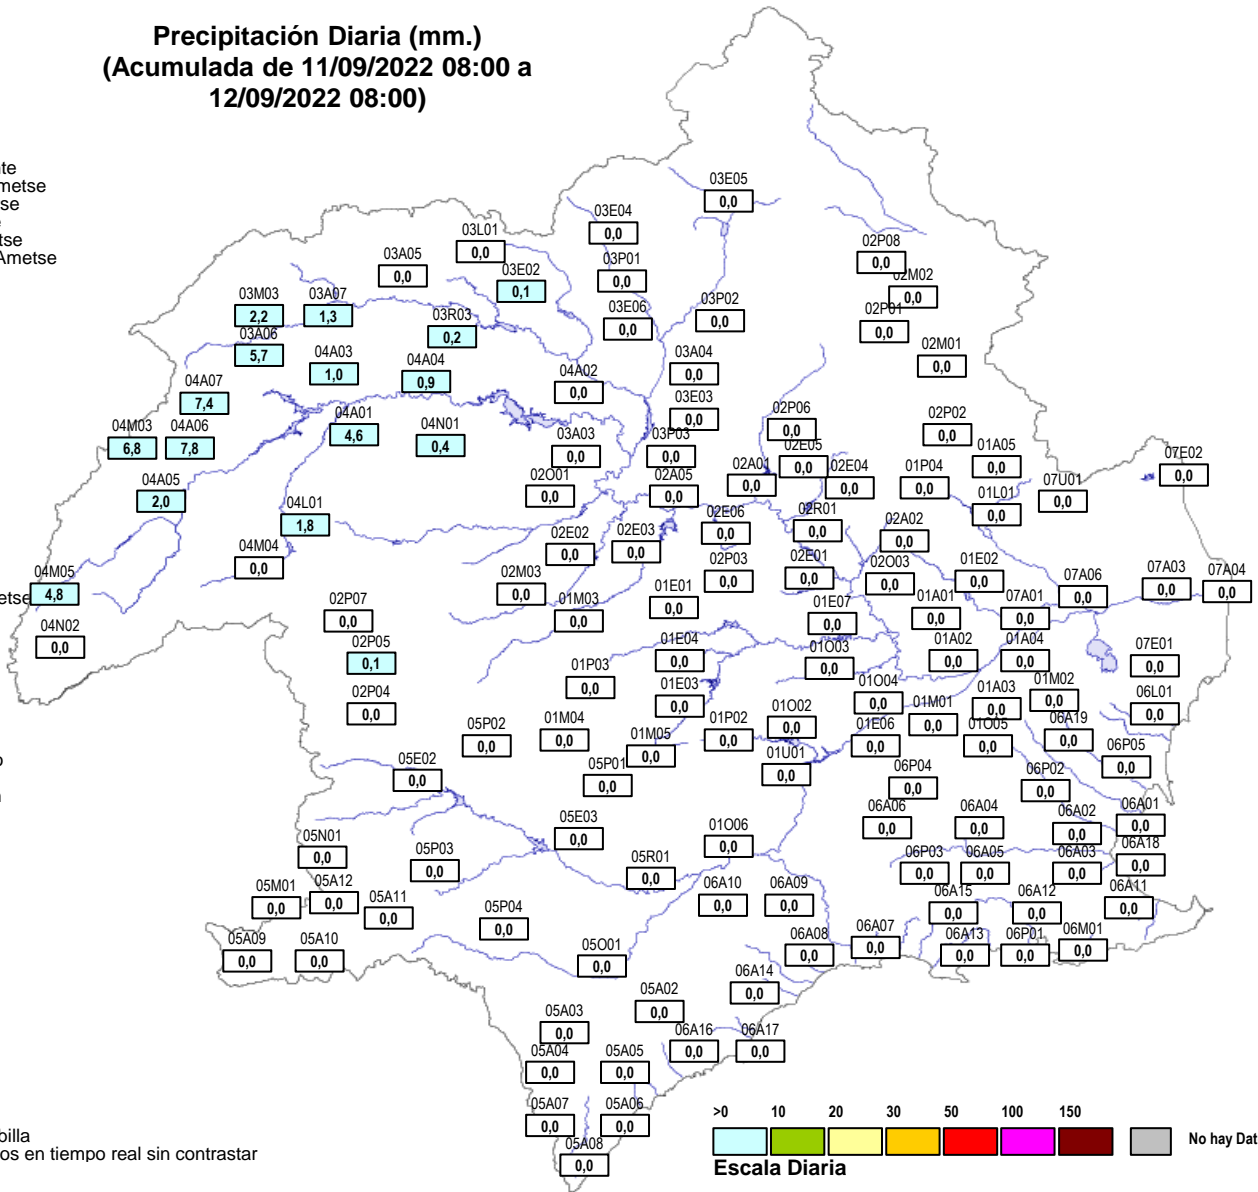 Precipitación Diaria (mm.)
(Acumulada de 11/09/2022 08:00 a
12/09/2022 08:00)
nte
metse
tse
e
tse
Ametse
03E05
0,0
03E04
0,0
03L01
0,0
03A05
0,0
03P01
0,0
03E02
0,1
02P08
0,0
02M02
0,0
03M03
2,2
03A07
1,3
03R03
0,2
03E06
0,0
03P02
0,0
02P01
0,0
03A06
5,7
04A03
1,0
04A04
0,9
04A02
0,0
03A04
0,0
02M01
0,0
04A07
7,4
03E03
0,0
04M03
6,8
04A06
7,8
04A01
4,6
04N01
0,4
03A03
0,0
03P03
0,0
02P06
0,0
02P02
0,0
02E05
0,0
01A05
0,0
07E02
0,0
04A05
2,0
02O01
0,0
02A05
0,0
02A01
0,0
02E04
0,0
01P04
0,0
07U01
0,0
01L01
0,0
04L01
1,8
02E06
0,0
02R01
0,0
02A02
0,0
04M04
0,0
02E02
0,0
02E03
0,0
04M05
4,8
etse
02M03
0,0
02P03
0,0
02E01
0,0
02O03
0,0
01E02
0,0
07A06
0,0
07A03
0,0
07A04
0,0
02P07
0,0
01M03
0,0
01E01
0,0
01E07
0,0
01A01
0,0
07A01
0,0
04N02
0,0
02P05
0,1
01E04
0,0
01O03
0,0
01A02
0,0
01A04
0,0
07E01
0,0
01P03
0,0
01E03
0,0
02P04
0,0
01O04
0,0
01M01
0,0
01A03
0,0
01M02
0,0
06L01
0,0
05P02
0,0
01M04
0,0
01M05
0,0
01P02
0,0
01O02
0,0
01E06
0,0
01O05
0,0
06A19
0,0
06P05
0,0
o
05E02
0,0
05P01
0,0
01U01
0,0
06P04
0,0
06P02
0,0
05E03
0,0
01O06
0,0
06A06
0,0
06A04
0,0
06A02
0,0
06A01
0,0
05N01
0,0
05P03
0,0
05R01
0,0
06P03
0,0
06A05
0,0
06A03
0,0
06A18
0,0
05M01
0,0
05A12
0,0
05A11
0,0
06A10
0,0
06A09
0,0
06A15
0,0
06A12
0,0
06A11
0,0
05P04
0,0
05A09
0,0
05A10
0,0
05O01
0,0
06A08
0,0
06A07
0,0
06A13
0,0
06P01
0,0
06M01
0,0
06A14
0,0
05A02
0,0
05A03
0,0
06A16
0,0
06A17
0,0
05A04
0,0
05A05
0,0
05A07
0,0
05A06
0,0
05A08
0,0
>0 10 20 30 50 100 150
No hay Dat
Escala Diaria
billa
os en tiempo real sin contrastar